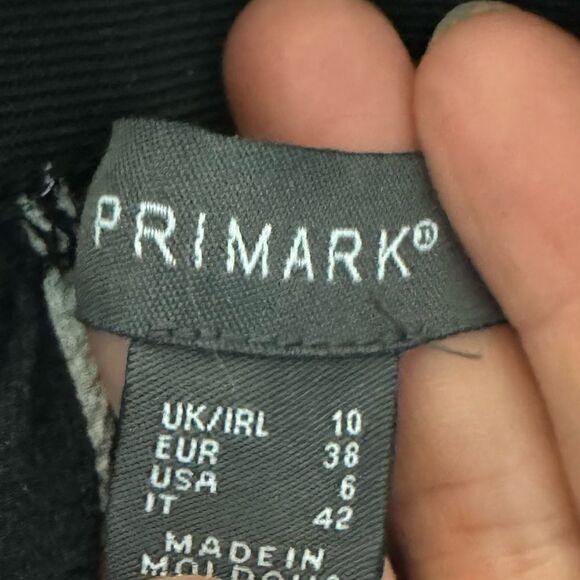 PRIMARK®
UK/IRL 10
EUR 38
USA 6
IT 42
MADE IN